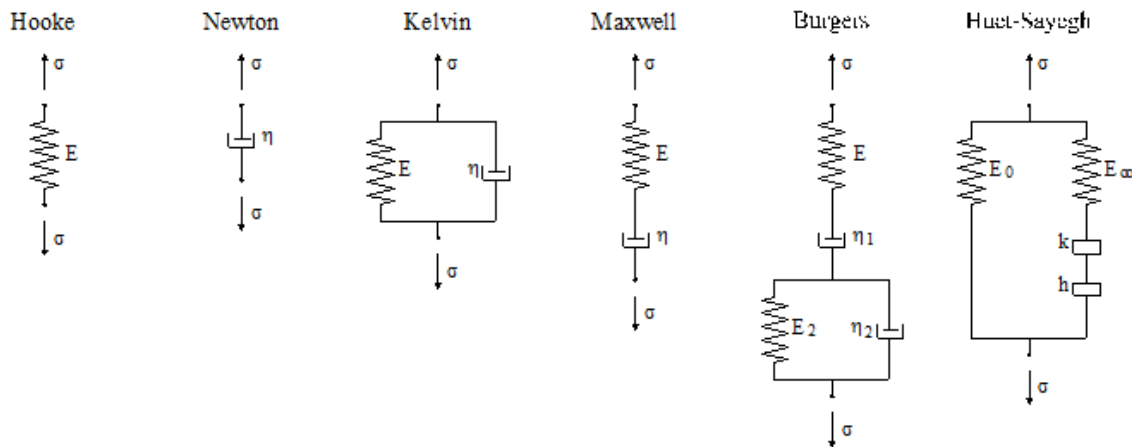 Hooke Newton Kelvin Maxwell Burgers Huet-Sayegh
σ σ σ σ σ σ
E η E η E E E₀ E∞
σ σ η η₁ k
σ h
σ E₂ η₂
σ
σ